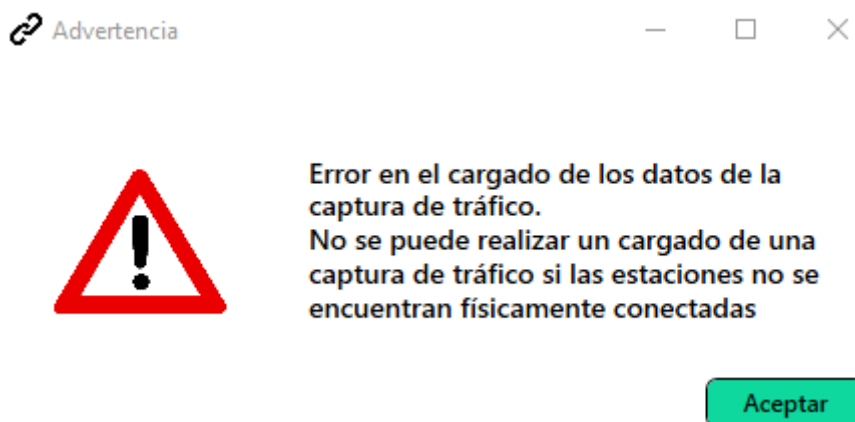 Advertencia
Error en el cargado de los datos de la
captura de tráfico.
No se puede realizar un cargado de una
captura de tráfico si las estaciones no se
encuentran físicamente conectadas
Aceptar